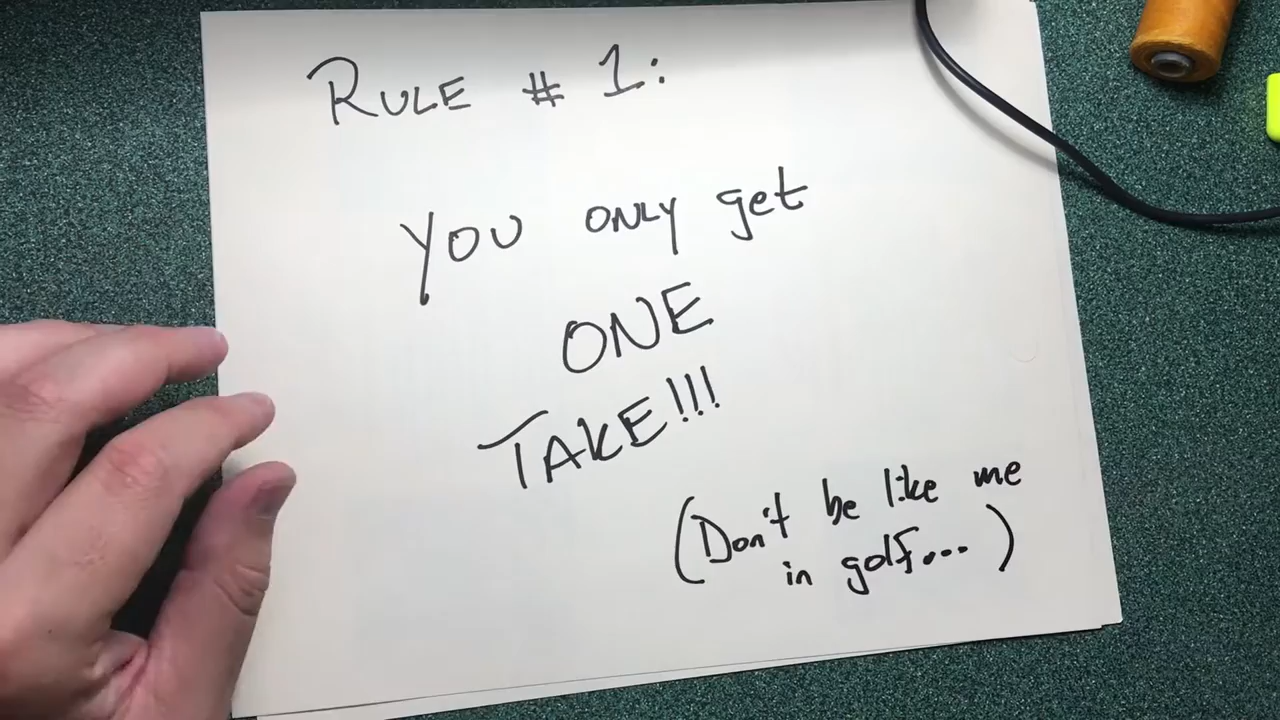 RULE # 1:
YOU ONLY get
ONE
TAKE!!!
(Don't be like me
in golf...)